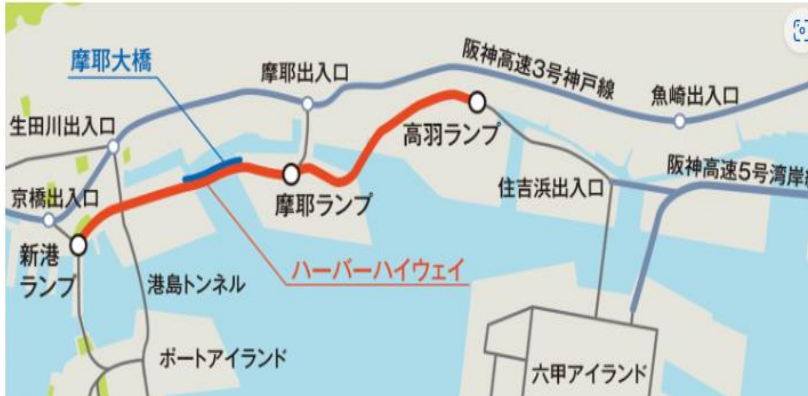 摩耶大橋
摩耶出入口
阪神高速3号神戸線
魚崎出入口
生田川出入口
高羽ランプ
京橋出入口
摩耶ランプ
住吉浜出入口
阪神高速5号湾岸
新港
ランプ
港島トンネル
ハーバーハイウェイ
ポートアイランド
六甲アイランド